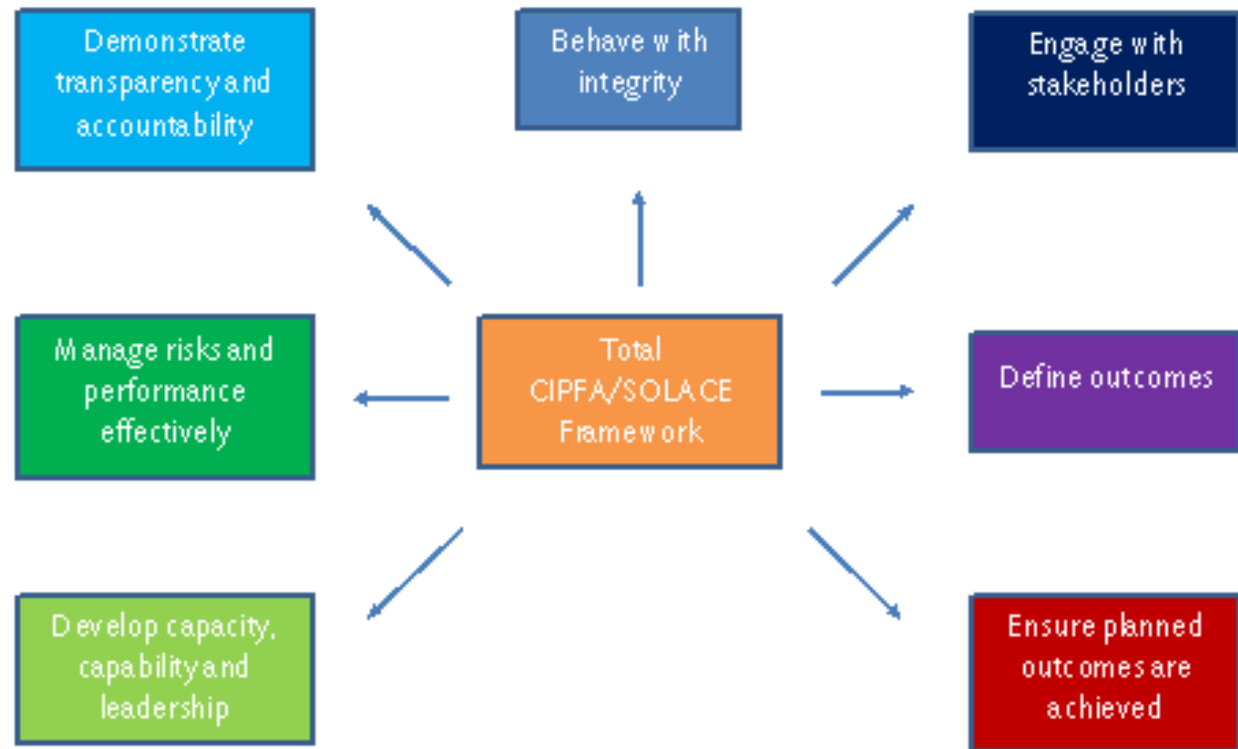 Demonstrate
transparency and
accountability
Behave with
integrity
Engage with
stakeholders
Manage risks and
performance
effectively
Total
CIPFA/SOLACE
Framework
Define outcomes
Develop capacity,
capability and
leadership
Ensure planned
outcomes are
achieved